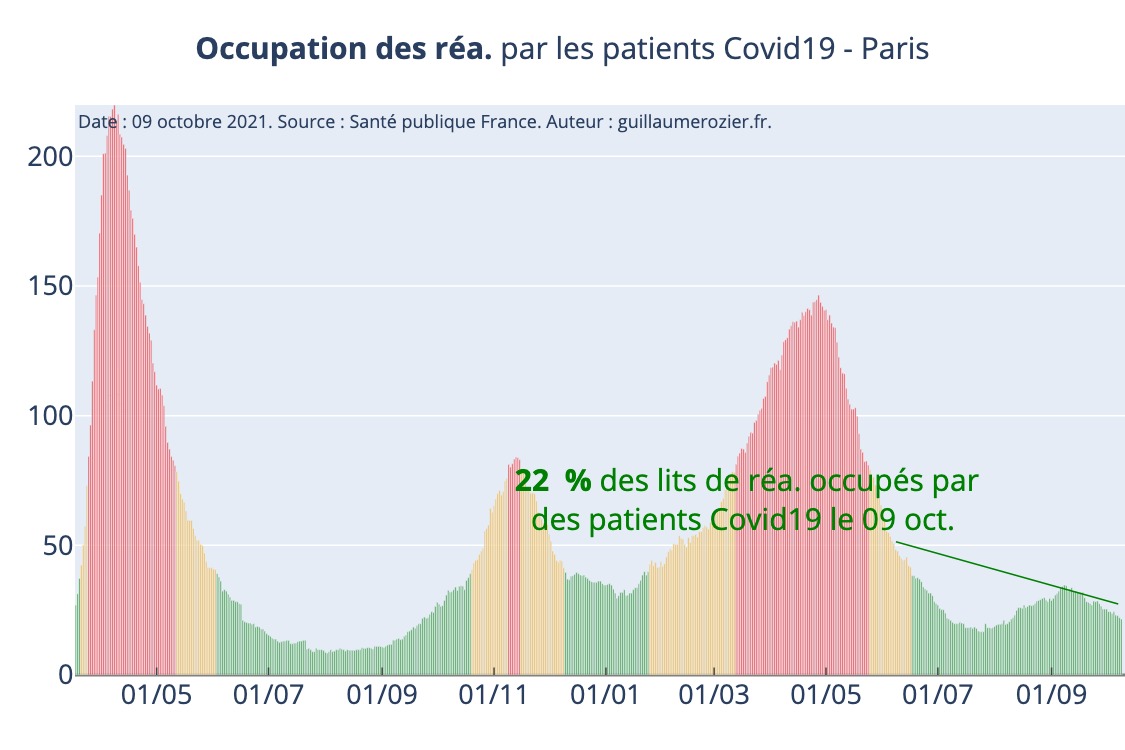 Occupation des réa. par les patients Covid19 - Paris
Date : 09 octobre 2021. Source : Santé publique France. Auteur : guillaumerozier.fr.
200
150
100
22  % des lits de réa. occupés par
des patients Covid19 le 09 oct.
50
0
01/05 01/07 01/09 01/11 01/01 01/03 01/05 01/07 01/09